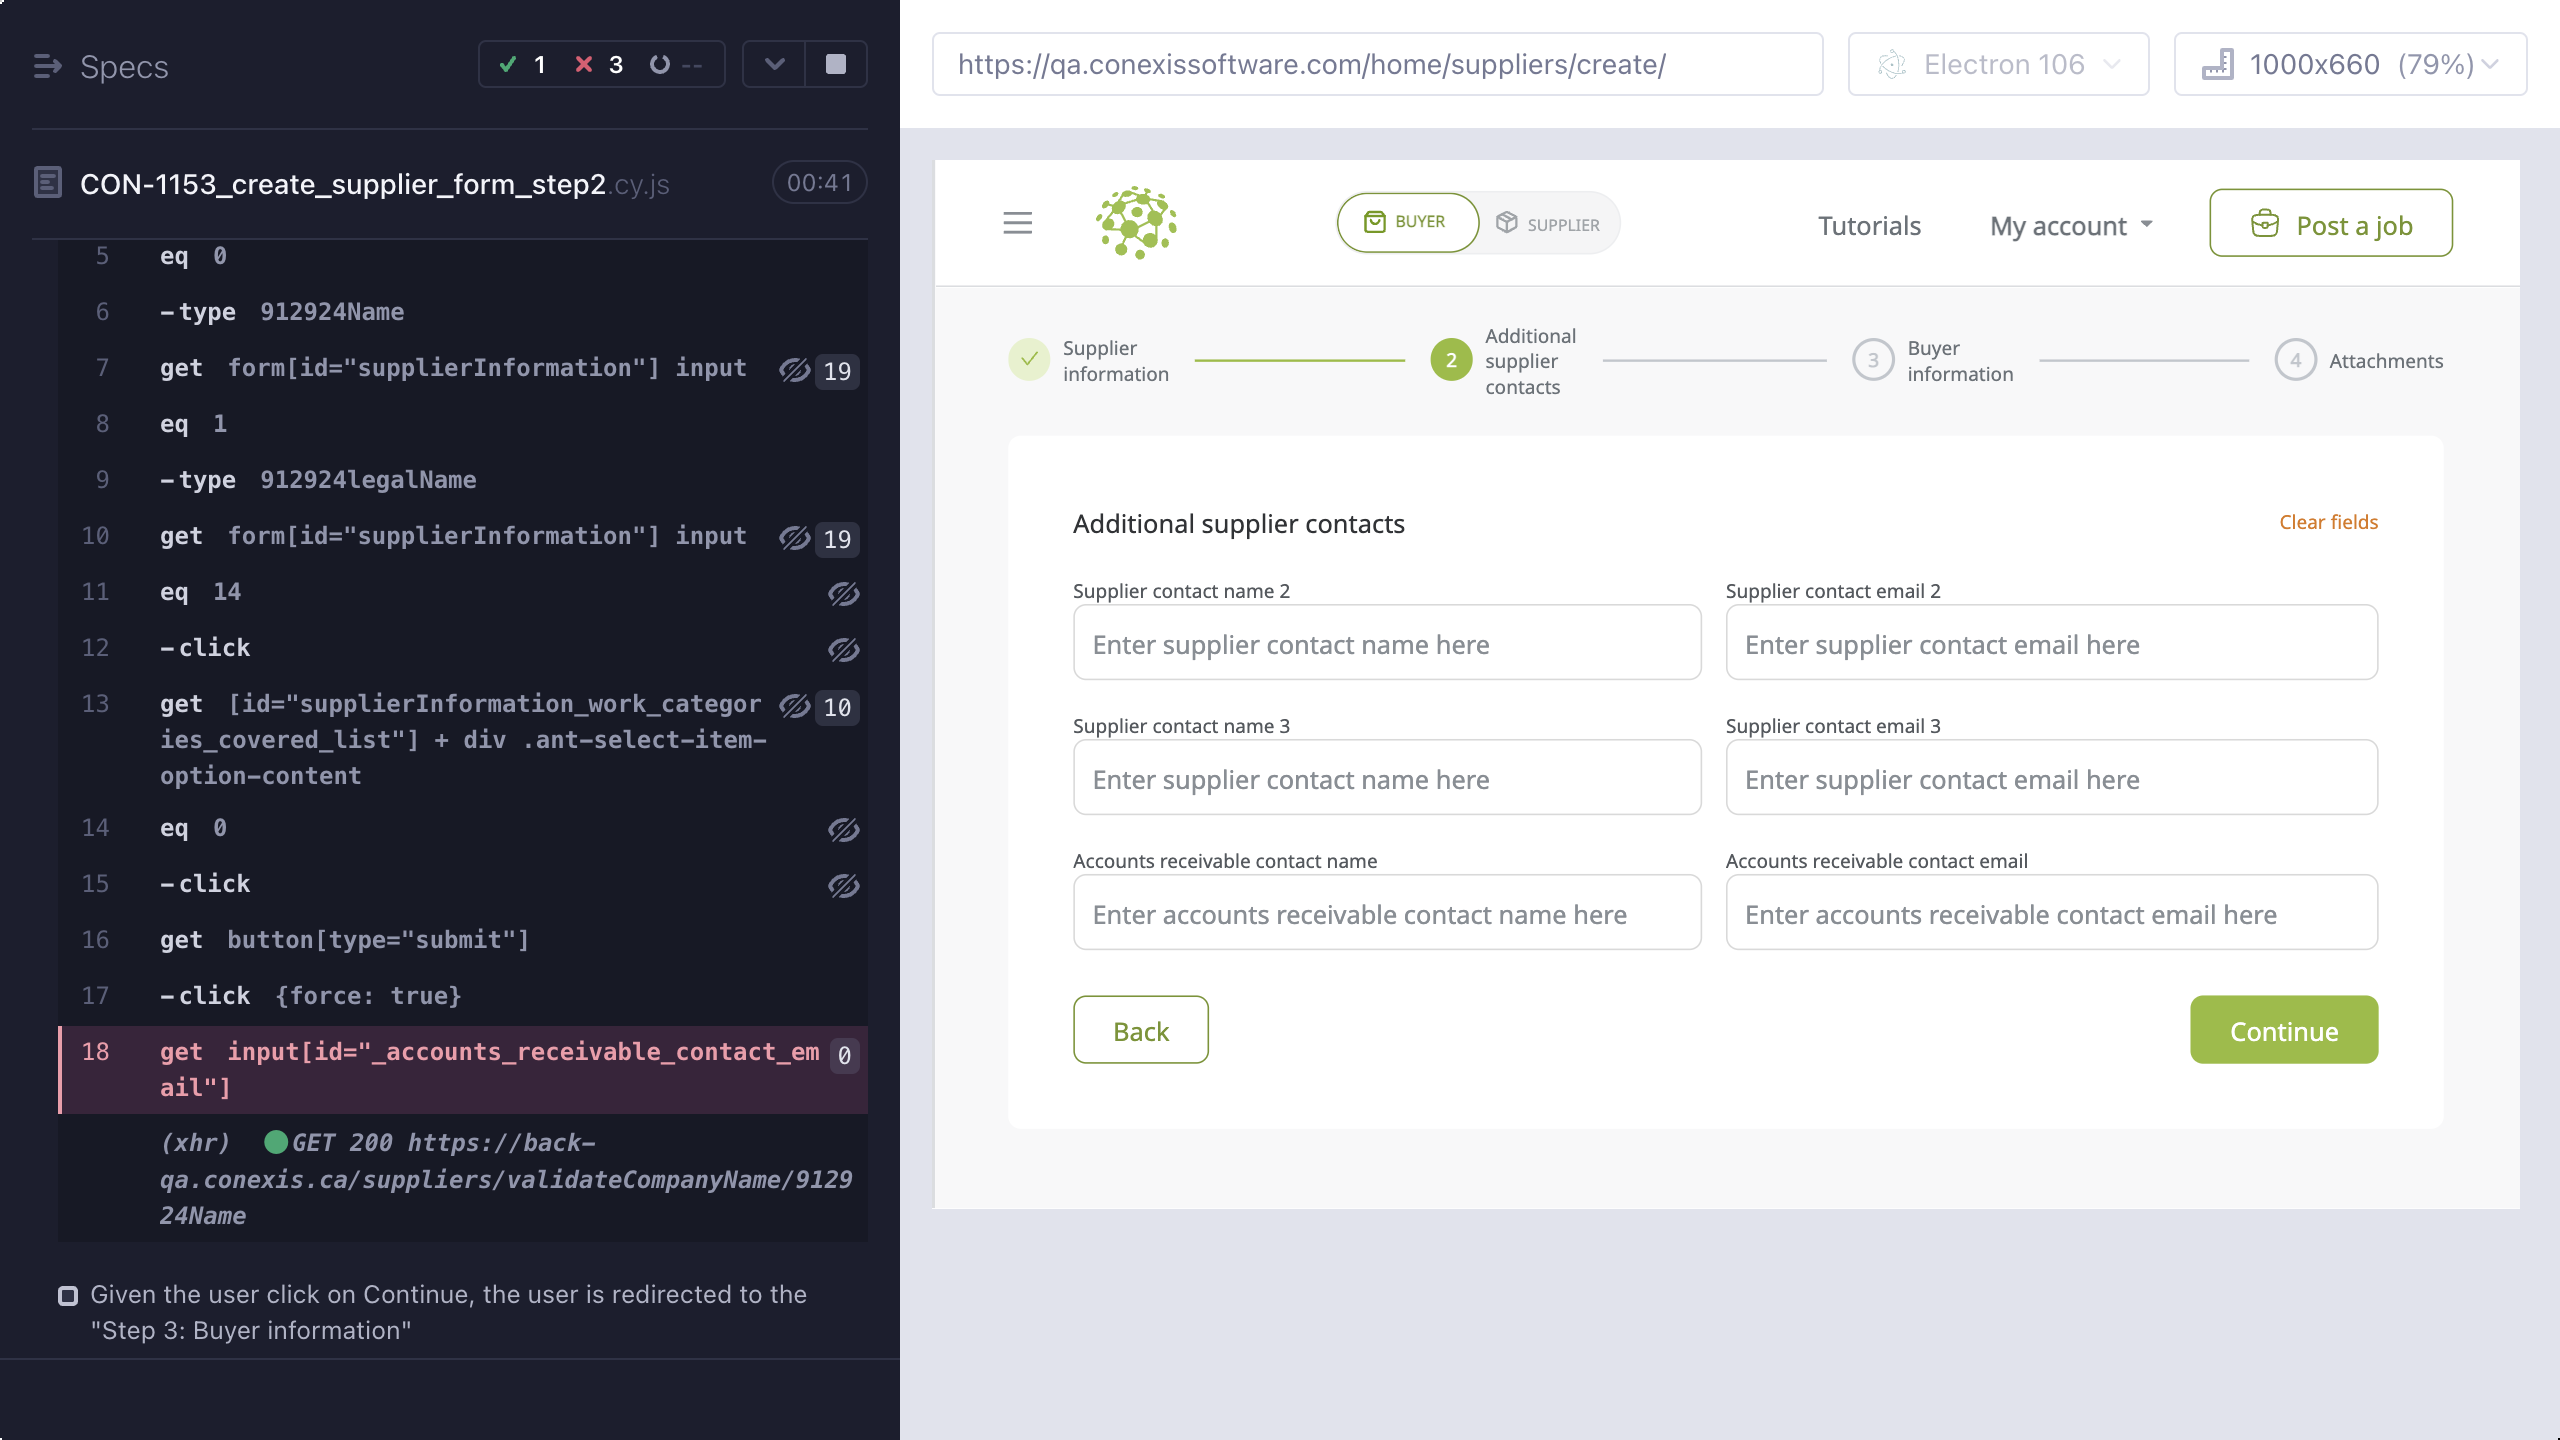 Specs
1 3 --
CON-1153_create_supplier_form_step2.cy.js 00:41
5 eq 0
6 -type 912924Name
7 get form[id="supplierInformation"] input 19
8 eq 1
9 -type 912924legalName
10 get form[id="supplierInformation"] input 19
11 eq 14
12 -click
13 get [id="supplierInformation_work_categor
ies_covered_list"] + div .ant-select-item-
option-content 10
14 eq 0
15 -click
16 get button[type="submit"]
17 -click {force: true}
18 get input[id="_accounts_receivable_contact_em
ail"] 0
(xhr) GET 200 https://back-
qa.conexis.ca/suppliers/validateCompanyName/9129
24Name
Given the user click on Continue, the user is redirected to the
"Step 3: Buyer information"
https://qa.conexissoftware.com/home/suppliers/create/
Electron 106
1000x660 (79%)
BUYER
SUPPLIER
Tutorials
My account
Post a job
Supplier
information
2
Additional
supplier
contacts
3
Buyer
information
4
Attachments
Additional supplier contacts
Clear fields
Supplier contact name 2
Enter supplier contact name here
Supplier contact email 2
Enter supplier contact email here
Supplier contact name 3
Enter supplier contact name here
Supplier contact email 3
Enter supplier contact email here
Accounts receivable contact name
Enter accounts receivable contact name here
Accounts receivable contact email
Enter accounts receivable contact email here
Back
Continue